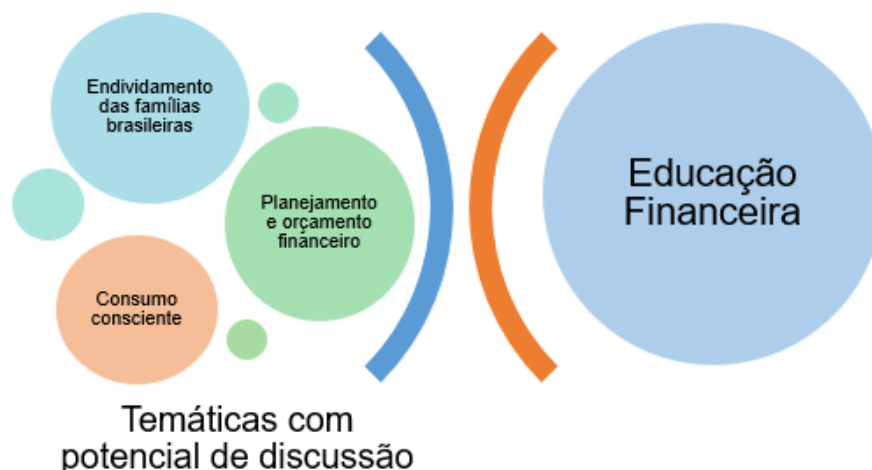 Endividamento
das famílias
brasileiras
Planejamento
e orçamento
financeiro
Consumo
consciente
Temáticas com
potencial de discussão
Educação
Financeira